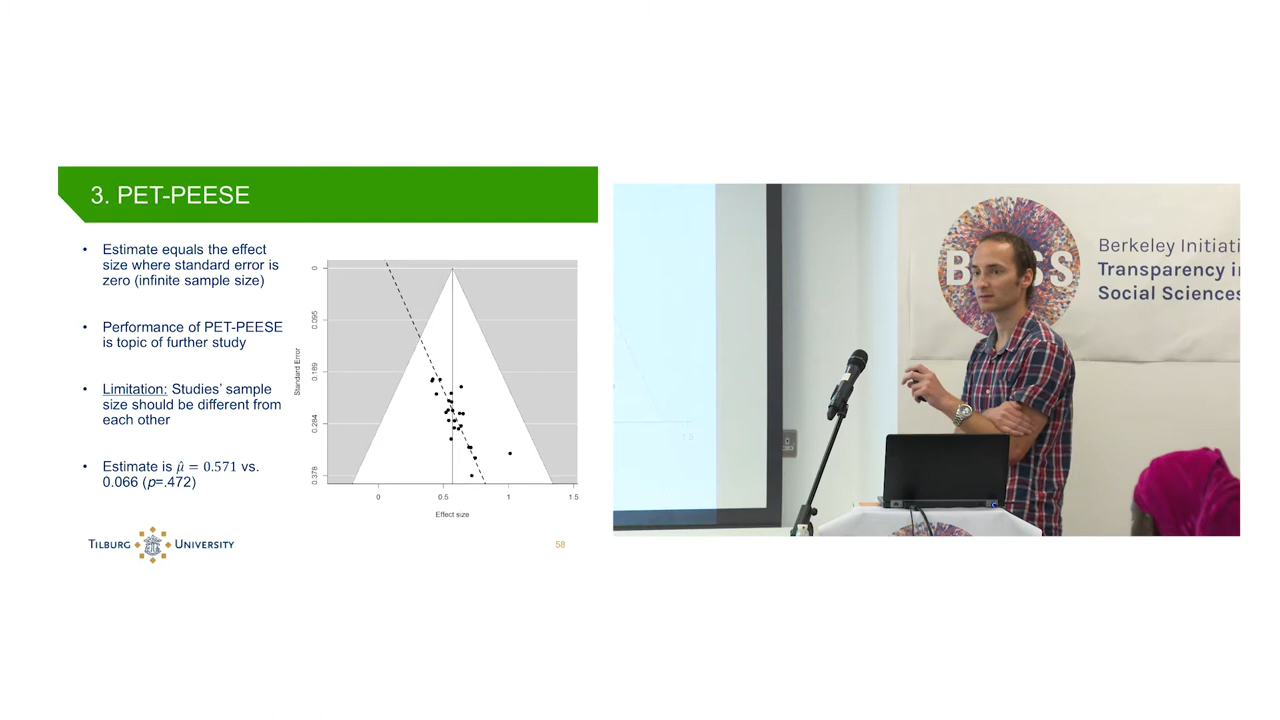 3. PET-PEESE
• Estimate equals the effect
size where standard error is
zero (infinite sample size)
• Performance of PET-PEESE
is topic of further study
• Limitation: Studies' sample
size should be different from
each other
• Estimate is μ̂ = 0.571 vs.
0.066 (p=.472)
TILBURG UNIVERSITY
58
Standard Error
0
0.095
0.189
0.284
0.378
0
0.5
1
1.5
Effect size
Berkeley Initiati
Transparency in
Social Sciences
1.5